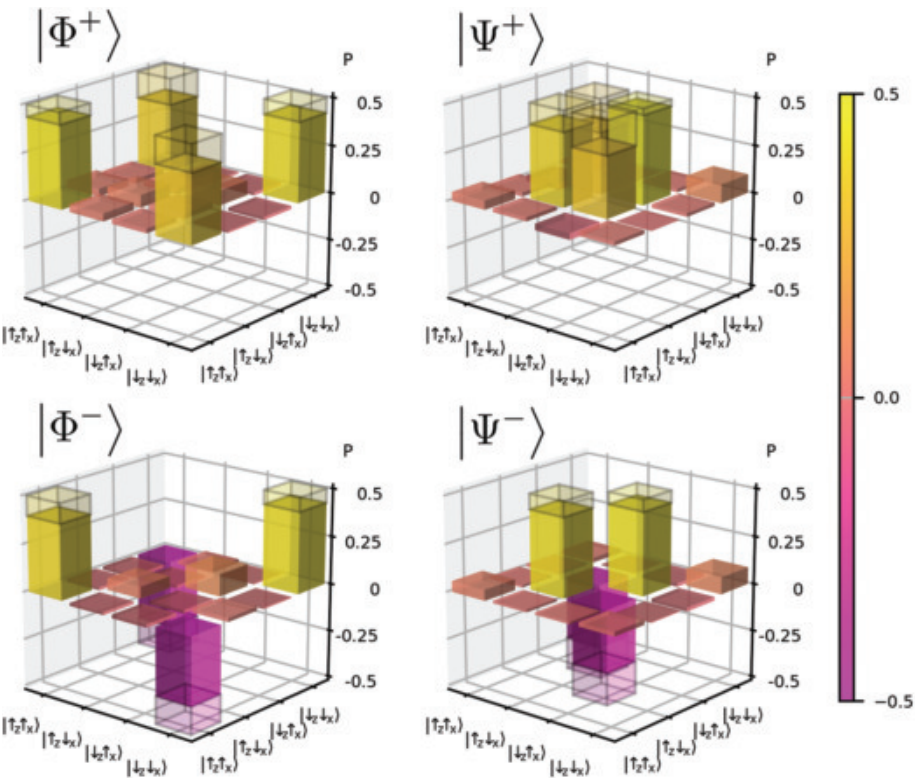 |Φ⁺⟩
P
0.5
0.25
0
-0.25
-0.5
|↑z↑x⟩
|↑z↓x⟩
|↓z↑x⟩
|↓z↓x⟩
|↑z↑x⟩
|↑z↓x⟩
|↓z↑x⟩
|↓z↓x⟩
|Ψ⁺⟩
P
0.5
0.25
0
-0.25
-0.5
|↑z↑x⟩
|↑z↓x⟩
|↓z↑x⟩
|↓z↓x⟩
|↑z↑x⟩
|↑z↓x⟩
|↓z↑x⟩
|↓z↓x⟩
|Φ⁻⟩
P
0.5
0.25
0
-0.25
-0.5
|↑z↑x⟩
|↑z↓x⟩
|↓z↑x⟩
|↓z↓x⟩
|↑z↑x⟩
|↑z↓x⟩
|↓z↑x⟩
|↓z↓x⟩
|Ψ⁻⟩
P
0.5
0.25
0
-0.25
-0.5
|↑z↑x⟩
|↑z↓x⟩
|↓z↑x⟩
|↓z↓x⟩
|↑z↑x⟩
|↑z↓x⟩
|↓z↑x⟩
|↓z↓x⟩
0.5
0.0
−0.5